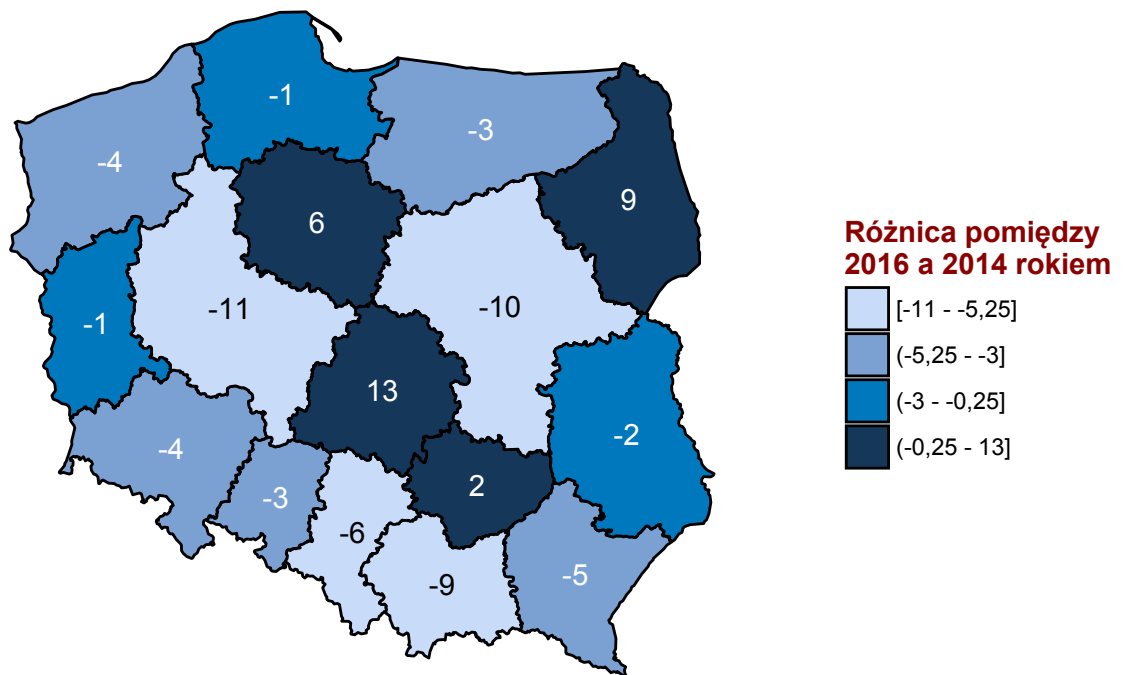 -1
-3
-4
9
6
-11
-10
-1
13
-2
-4
2
-3
-6
-9
-5
Różnica pomiędzy
2016 a 2014 rokiem
[-11 - -5,25]
(-5,25 - -3]
(-3 - -0,25]
(-0,25 - 13]